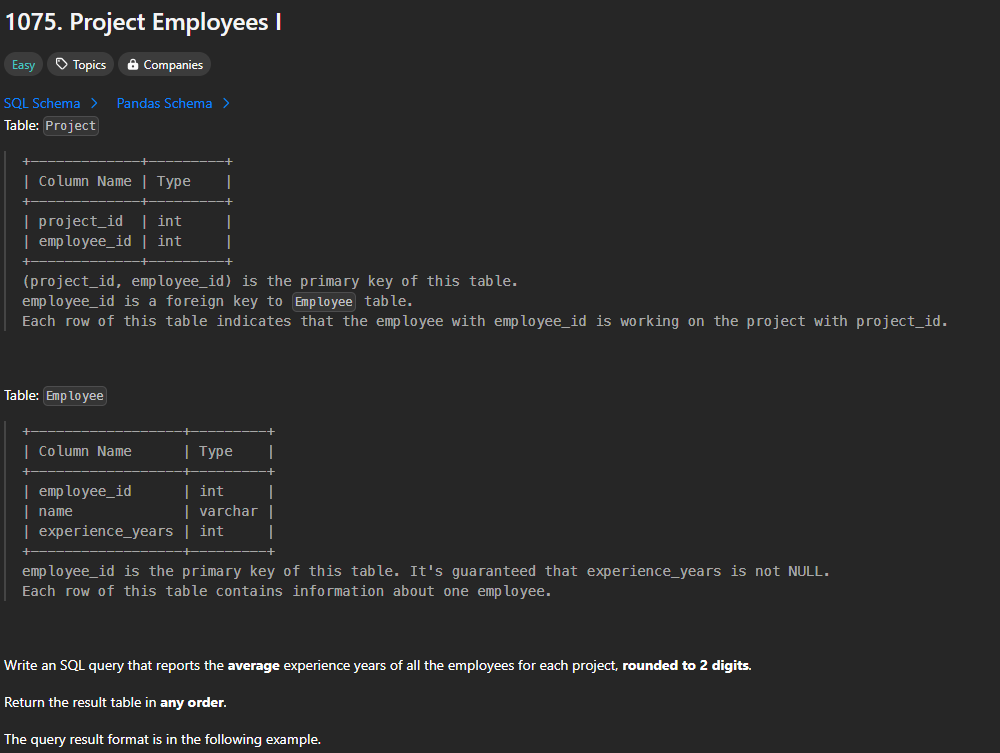 1075. Project Employees I
Easy Topics Companies
SQL Schema > Pandas Schema >
Table: Project
+-------------+---------+
| Column Name | Type    |
+-------------+---------+
| project_id  | int     |
| employee_id | int     |
+-------------+---------+
(project_id, employee_id) is the primary key of this table.
employee_id is a foreign key to Employee table.
Each row of this table indicates that the employee with employee_id is working on the project with project_id.
Table: Employee
+------------------+---------+
| Column Name      | Type    |
+------------------+---------+
| employee_id      | int     |
| name             | varchar |
| experience_years | int     |
+------------------+---------+
employee_id is the primary key of this table. It's guaranteed that experience_years is not NULL.
Each row of this table contains information about one employee.
Write an SQL query that reports the average experience years of all the employees for each project, rounded to 2 digits.
Return the result table in any order.
The query result format is in the following example.